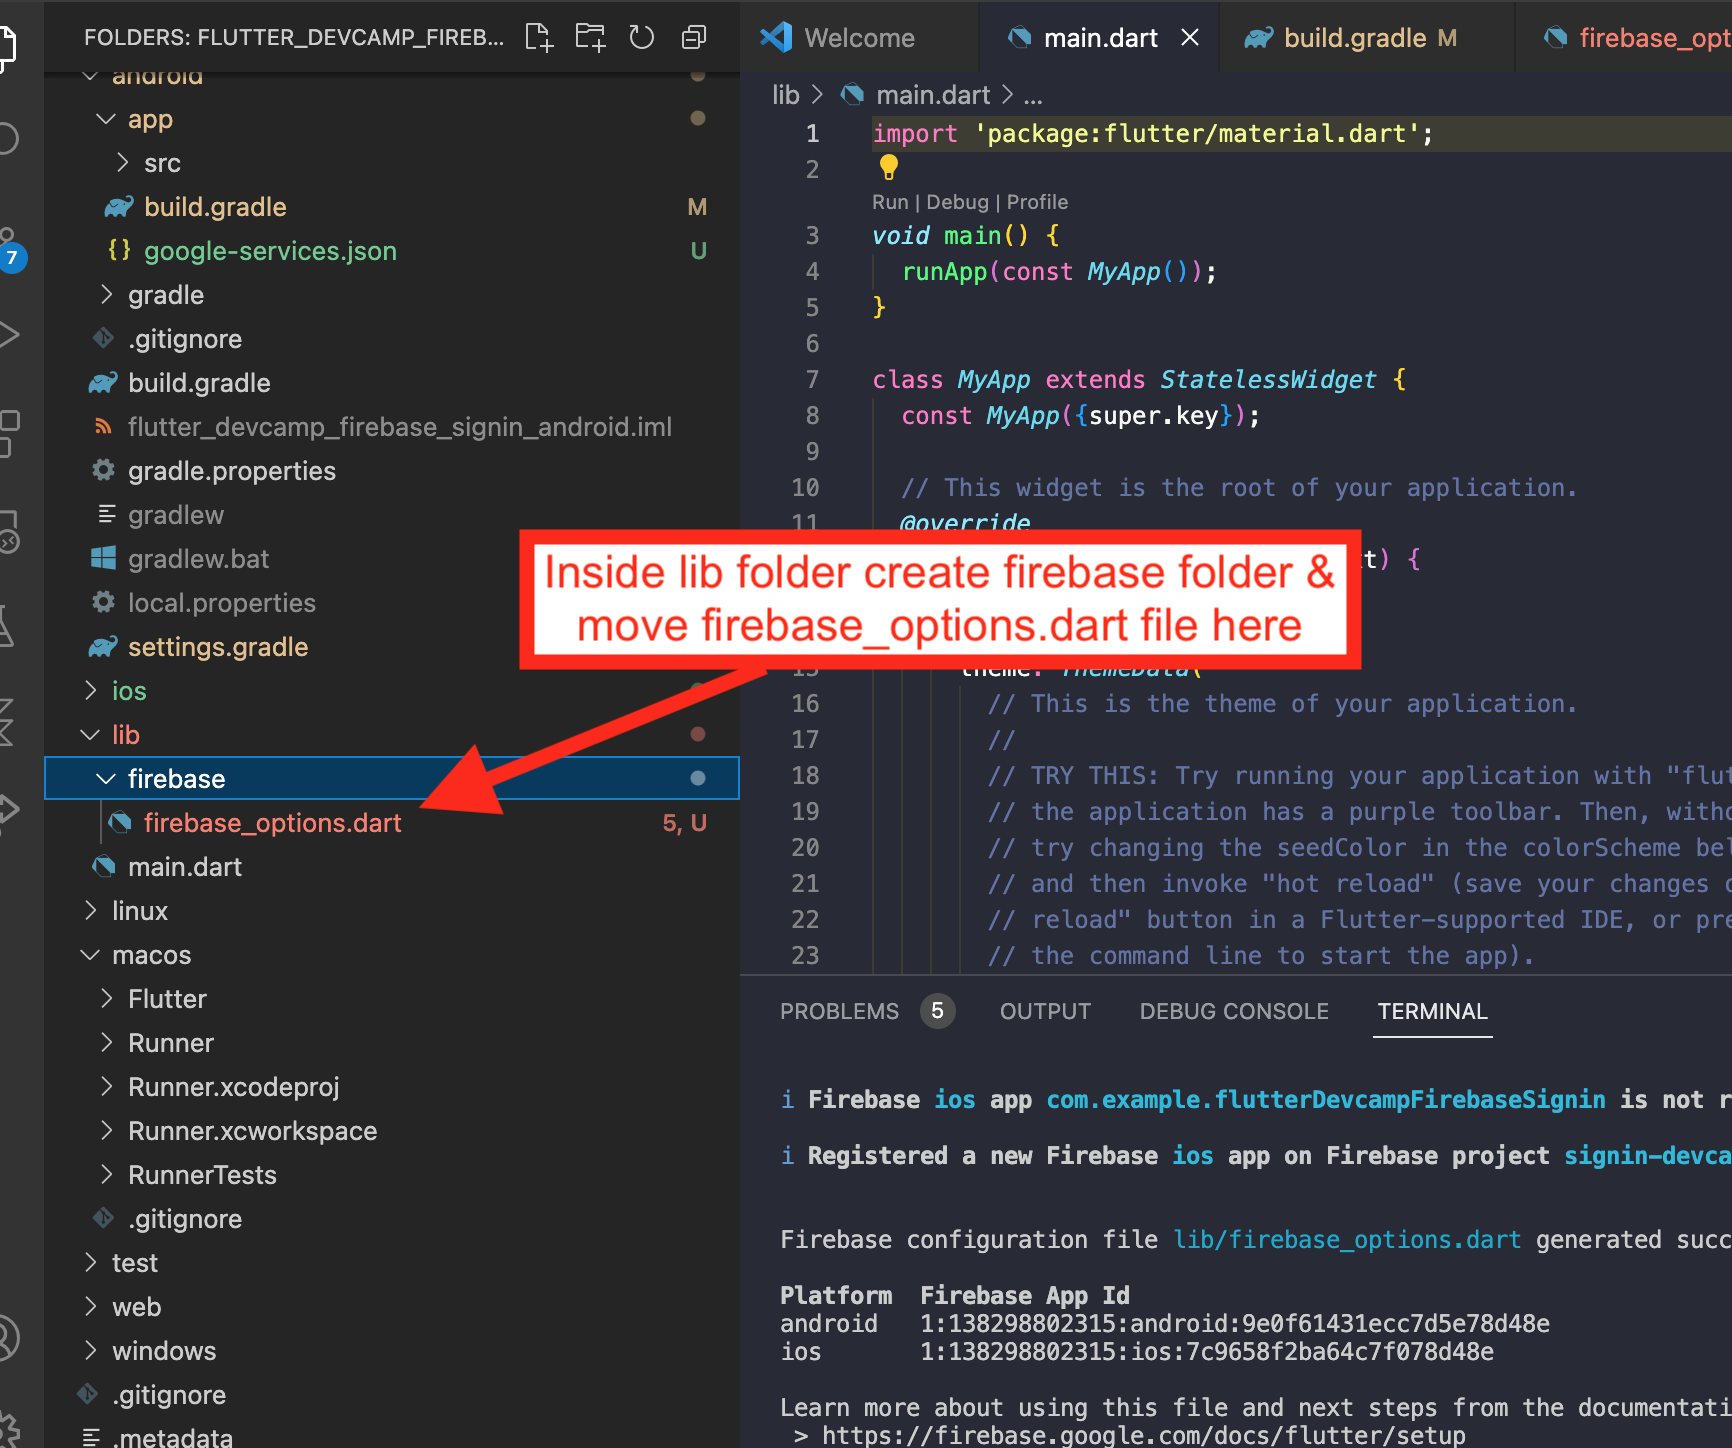 FOLDERS: FLUTTER_DEVCAMP_FIREB...
android
app
src
build.gradle M
{} google-services.json U
gradle
.gitignore
build.gradle
flutter_devcamp_firebase_signin_android.iml
gradle.properties
gradlew
gradlew.bat
local.properties
settings.gradle
ios
lib
firebase
firebase_options.dart 5, U
main.dart
linux
macos
Flutter
Runner
Runner.xcodeproj
Runner.xcworkspace
RunnerTests
.gitignore
test
web
windows
.gitignore
.metadata
7
Welcome
main.dart
build.gradle M
firebase_opt
lib > main.dart > ...
1 import 'package:flutter/material.dart';
2
Run | Debug | Profile
3 void main() {
4 runApp(const MyApp());
5 }
6
7 class MyApp extends StatelessWidget {
8 const MyApp({super.key});
9
10 // This widget is the root of your application.
11 @override
t) {
Inside lib folder create firebase folder &
move firebase_options.dart file here
15 theme: ThemeData(
16 // This is the theme of your application.
17 //
18 // TRY THIS: Try running your application with "flut
19 // the application has a purple toolbar. Then, witho
20 // try changing the seedColor in the colorScheme bel
21 // and then invoke "hot reload" (save your changes o
22 // reload" button in a Flutter-supported IDE, or pre
23 // the command line to start the app).
PROBLEMS 5 OUTPUT DEBUG CONSOLE TERMINAL
i Firebase ios app com.example.flutterDevcampFirebaseSignin is not r
i Registered a new Firebase ios app on Firebase project signin-devca
Firebase configuration file lib/firebase_options.dart generated succ
Platform Firebase App Id
android 1:138298802315:android:9e0f61431ecc7d5e78d48e
ios 1:138298802315:ios:7c9658f2ba64c7f078d48e
Learn more about using this file and next steps from the documentati
> https://firebase.google.com/docs/flutter/setup